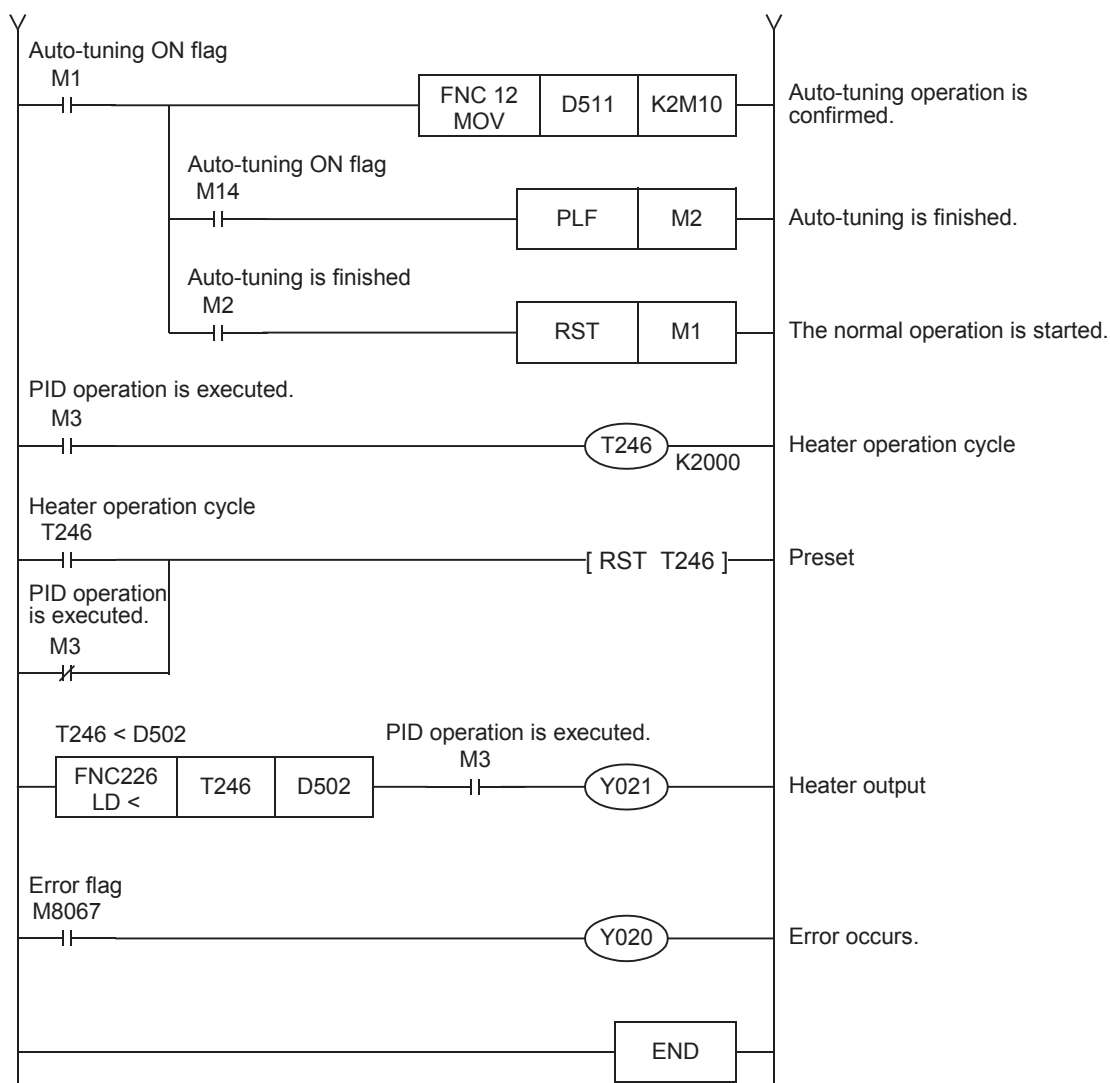 Auto-tuning ON flag
M1
FNC 12
MOV
D511
K2M10
Auto-tuning operation is
confirmed.
Auto-tuning ON flag
M14
PLF
M2
Auto-tuning is finished.
Auto-tuning is finished
M2
RST
M1
The normal operation is started.
PID operation is executed.
M3
T246
K2000
Heater operation cycle
Heater operation cycle
T246
[ RST T246 ]
Preset
PID operation
is executed.
M3
T246 < D502
FNC226
LD <
T246
D502
PID operation is executed.
M3
Y021
Heater output
Error flag
M8067
Y020
Error occurs.
END